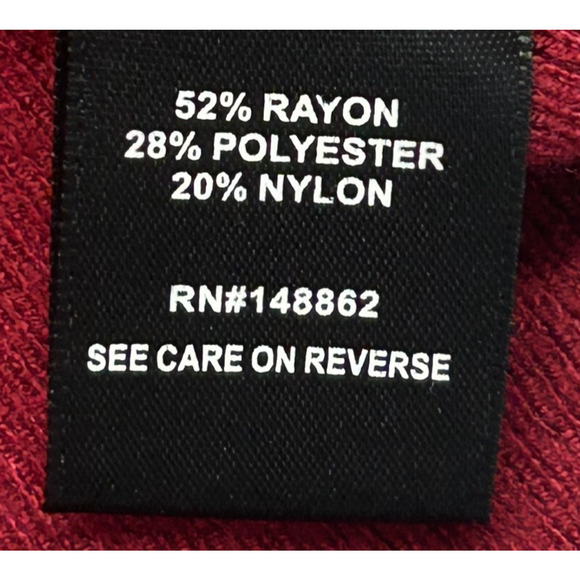 52% RAYON
28% POLYESTER
20% NYLON
RN#148862
SEE CARE ON REVERSE